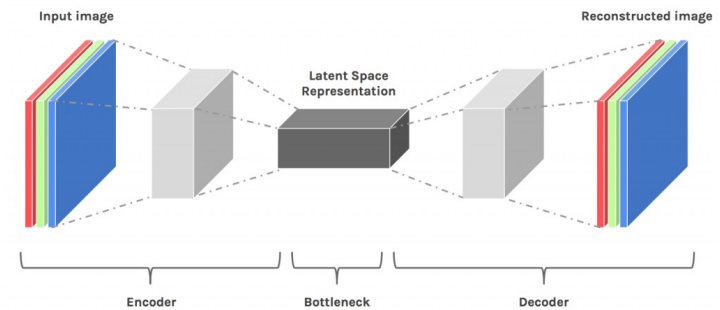 Input image
Reconstructed image
Latent Space
Representation
Encoder
Bottleneck
Decoder